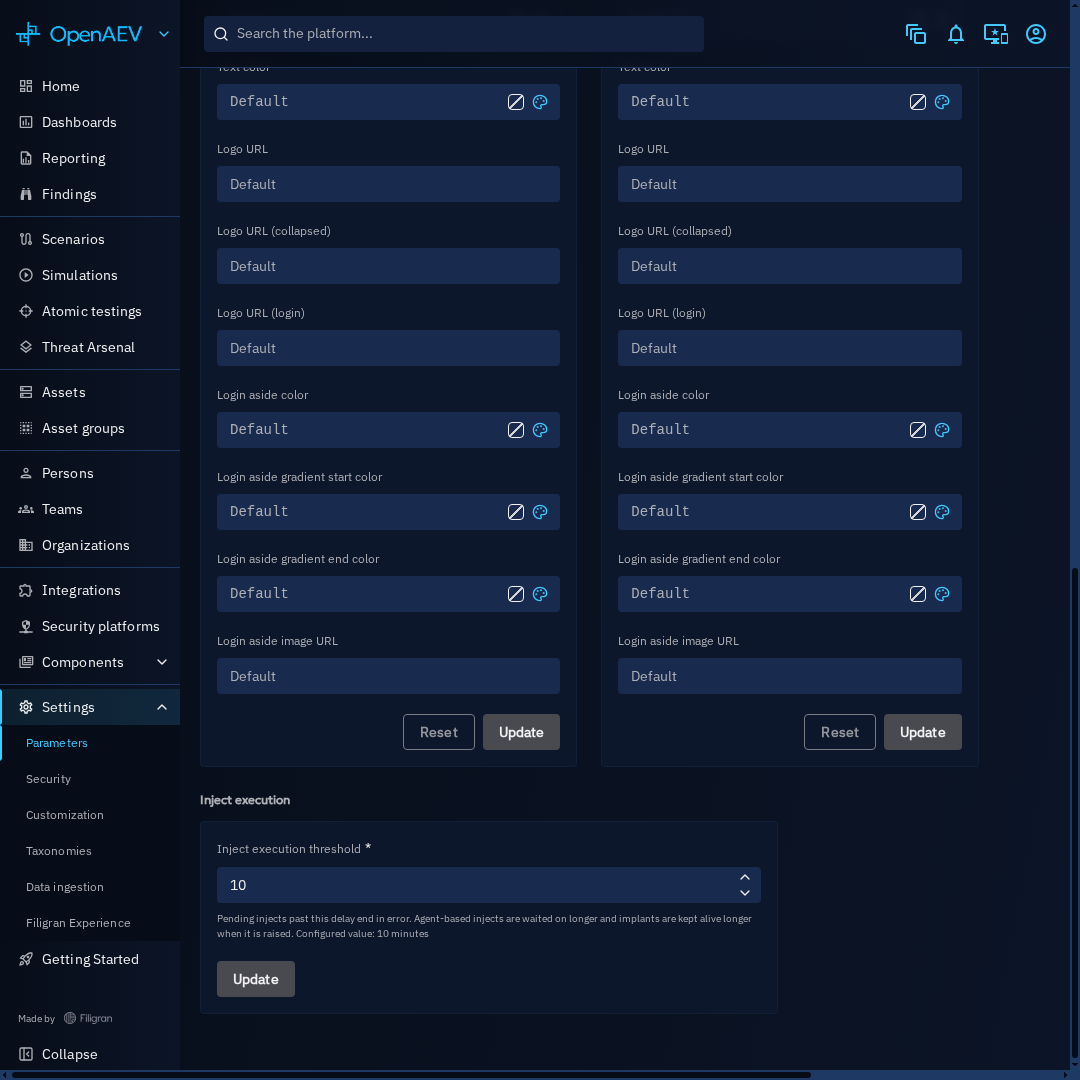 OpenAEV
Search the platform...
Home
Dashboards
Reporting
Findings
Scenarios
Simulations
Atomic testings
Threat Arsenal
Assets
Asset groups
Persons
Teams
Organizations
Integrations
Security platforms
Components
Settings
Parameters
Security
Customization
Taxonomies
Data ingestion
Filigran Experience
Getting Started
Made by Filigran
Collapse
Text color
Default
Logo URL
Default
Logo URL (collapsed)
Default
Logo URL (login)
Default
Login aside color
Default
Login aside gradient start color
Default
Login aside gradient end color
Default
Login aside image URL
Default
Reset Update
Text color
Default
Logo URL
Default
Logo URL (collapsed)
Default
Logo URL (login)
Default
Login aside color
Default
Login aside gradient start color
Default
Login aside gradient end color
Default
Login aside image URL
Default
Reset Update
Inject execution
Inject execution threshold *
10
Pending injects past this delay end in error. Agent-based injects are waited on longer and implants are kept alive longer
when it is raised. Configured value: 10 minutes
Update